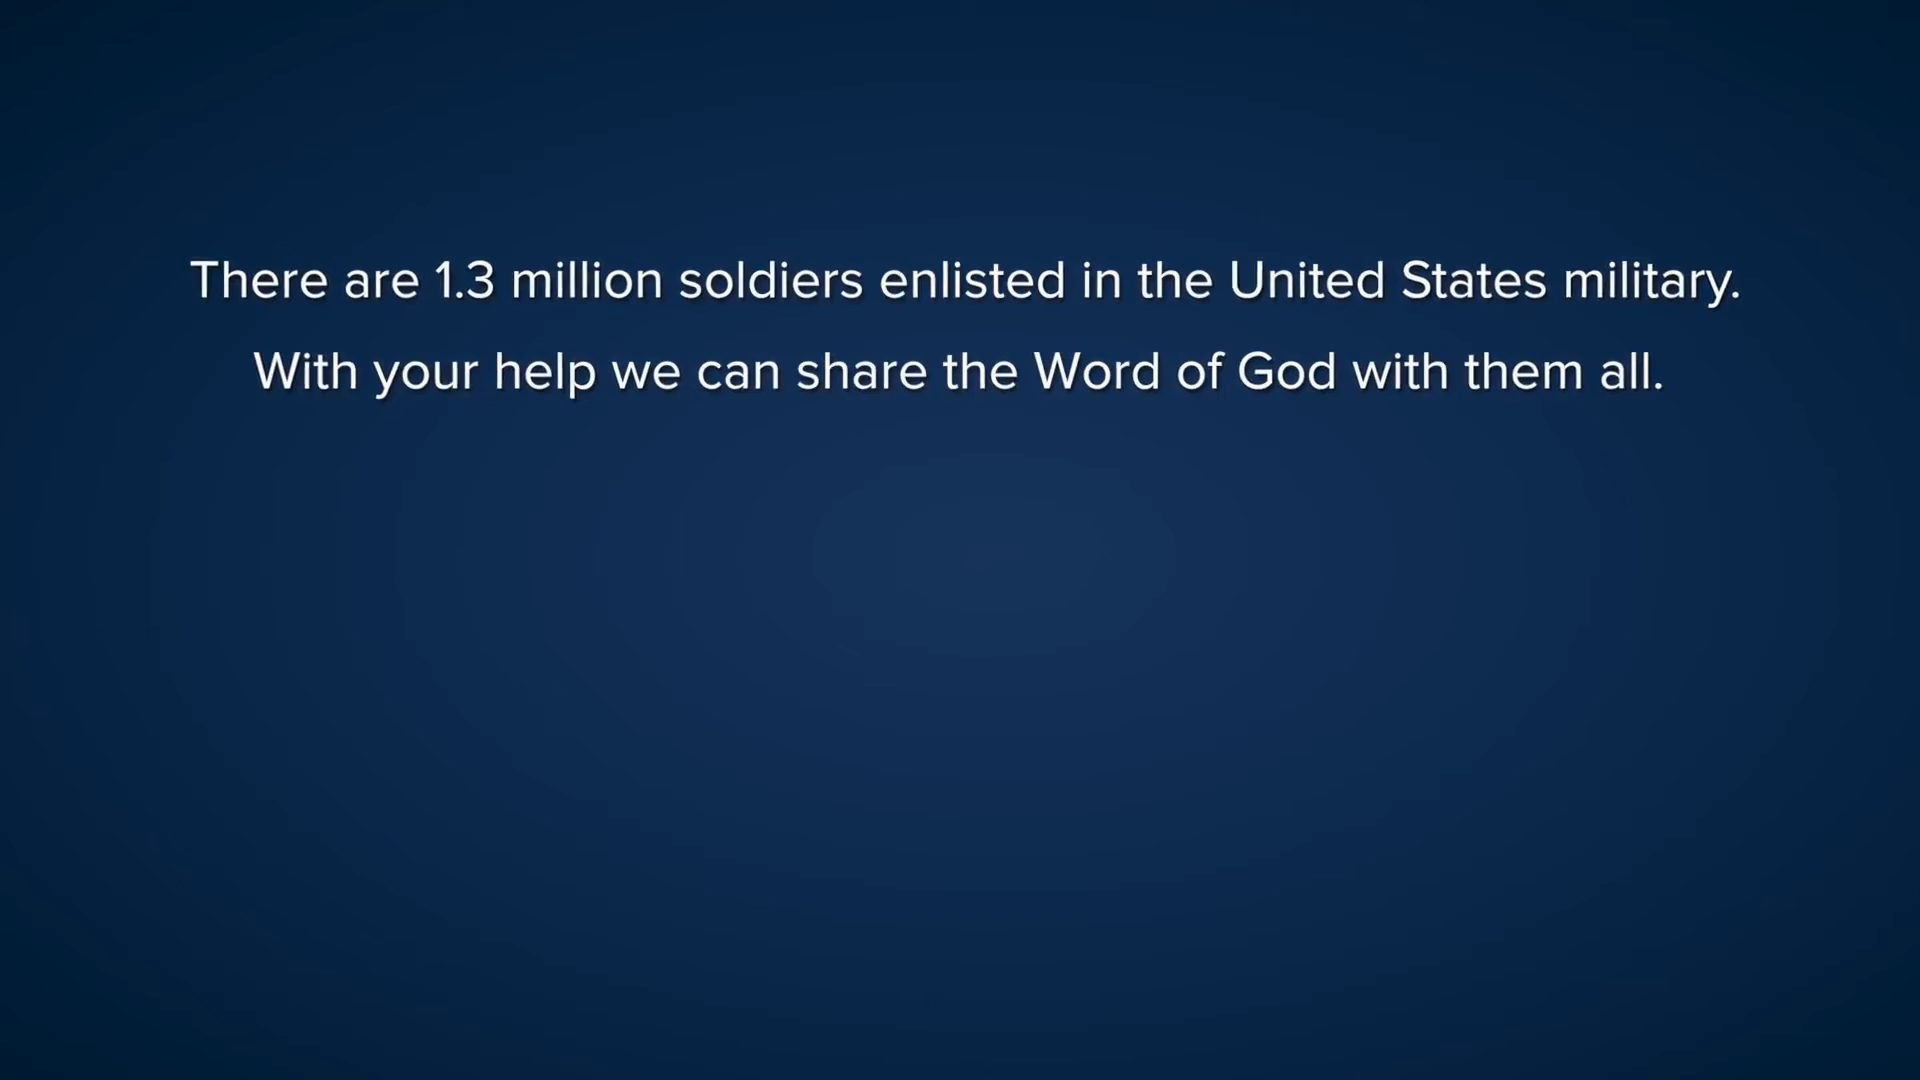 There are 1.3 million soldiers enlisted in the United States military.
With your help we can share the Word of God with them all.